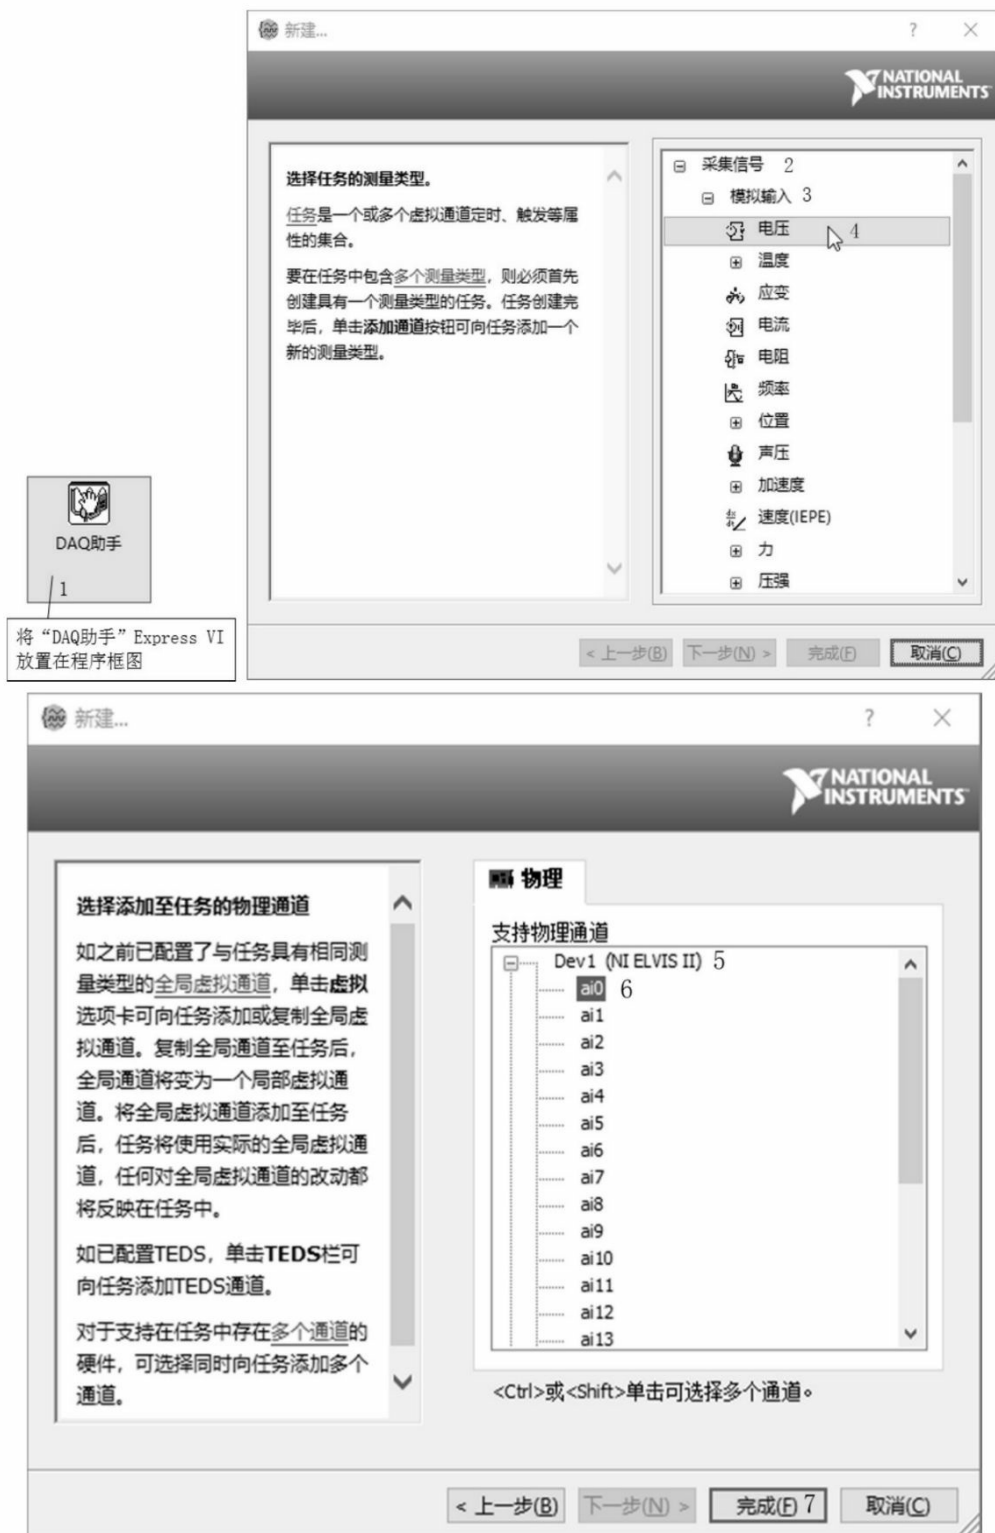 新建...
?
NATIONAL
INSTRUMENTS
选择任务的测量类型。
任务是一个或多个虚拟通道定时、触发等属
性的集合。
要在任务中包含多个测量类型，则必须首先
创建具有一个测量类型的任务。任务创建完
毕后，单击添加通道按钮可向任务添加一个
新的测量类型。
采集信号 2
模拟输入 3
电压 4
温度
应变
电流
电阻
频率
位置
声压
加速度
速度(IEPE)
力
压强
< 上一步(B)
下一步(N) >
完成(F)
取消(C)
DAQ助手
1
将“DAQ助手”Express VI
放置在程序框图
新建...
?
NATIONAL
INSTRUMENTS
选择添加至任务的物理通道
如之前已配置了与任务具有相同测
量类型的全局虚拟通道，单击虚拟
选项卡可向任务添加或复制全局虚
拟通道。复制全局通道至任务后，
全局通道将变为一个局部虚拟通
道。将全局虚拟通道添加至任务
后，任务将使用实际的全局虚拟通
道，任何对全局虚拟通道的改动都
将反映在任务中。
如已配置TEDS，单击TEDS栏可
向任务添加TEDS通道。
对于支持在任务中存在多个通道的
硬件，可选择同时向任务添加多个
通道。
物理
支持物理通道
Dev1 (NI ELVIS II) 5
ai0 6
ai1
ai2
ai3
ai4
ai5
ai6
ai7
ai8
ai9
ai10
ai11
ai12
ai13
<Ctrl>或<Shift>单击可选择多个通道。
< 上一步(B)
下一步(N) >
完成(F) 7
取消(C)